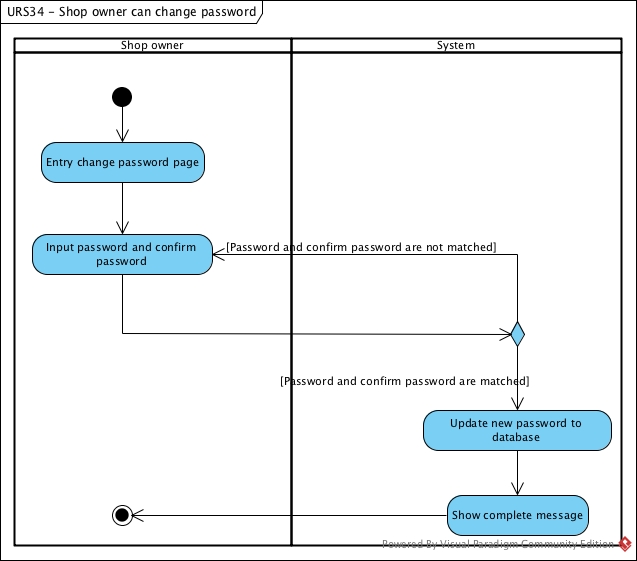 URS34 - Shop owner can change password
Shop owner
System
Entry change password page
Input password and confirm
password
[Password and confirm password are not matched]
[Password and confirm password are matched]
Update new password to
database
Show complete message
Powered By Visual Paradigm Community Edition